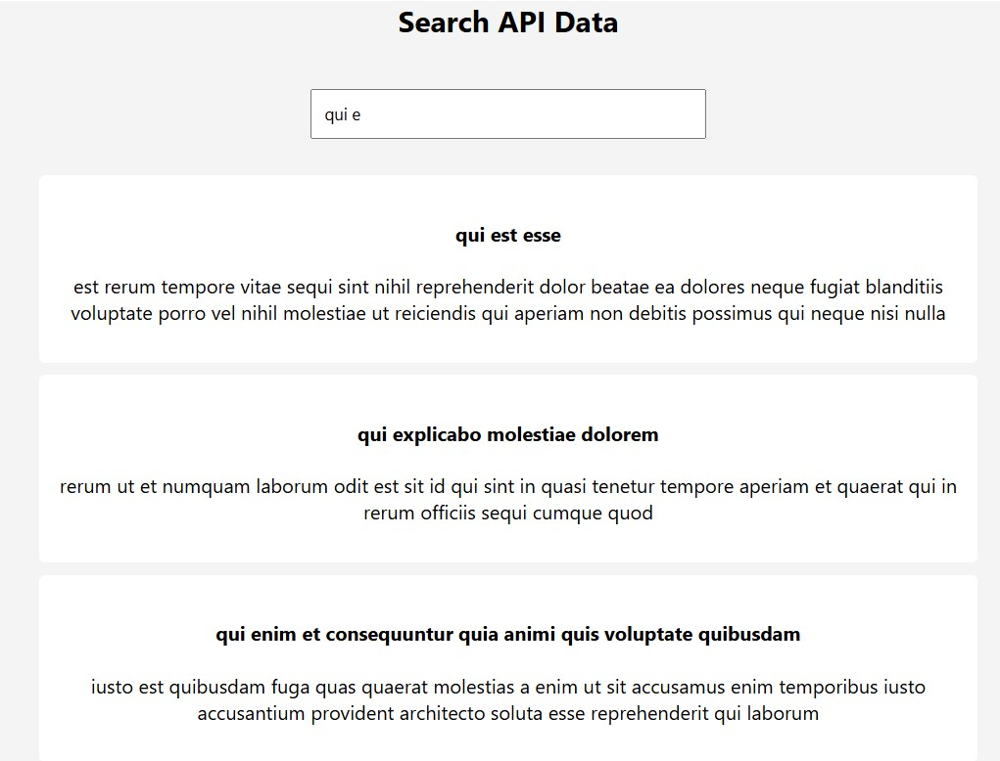 Search API Data
qui e
qui est esse
est rerum tempore vitae sequi sint nihil reprehenderit dolor beatae ea dolores neque fugiat blanditiis
voluptate porro vel nihil molestiae ut reiciendis qui aperiam non debitis possimus qui neque nisi nulla
qui explicabo molestiae dolorem
rerum ut et numquam laborum odit est sit id qui sint in quasi tenetur tempore aperiam et quaerat qui in
rerum officiis sequi cumque quod
qui enim et consequuntur quia animi quis voluptate quibusdam
iusto est quibusdam fuga quas quaerat molestias a enim ut sit accusamus enim temporibus iusto
accusantium provident architecto soluta esse reprehenderit qui laborum